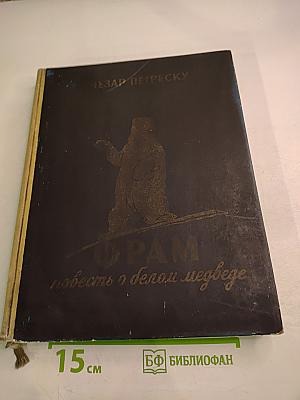 ЧЕЗАР ПЕТРЕСКУ
ФРАМ
повесть о белом медведе
15 см
БФ БИБЛИОФАН